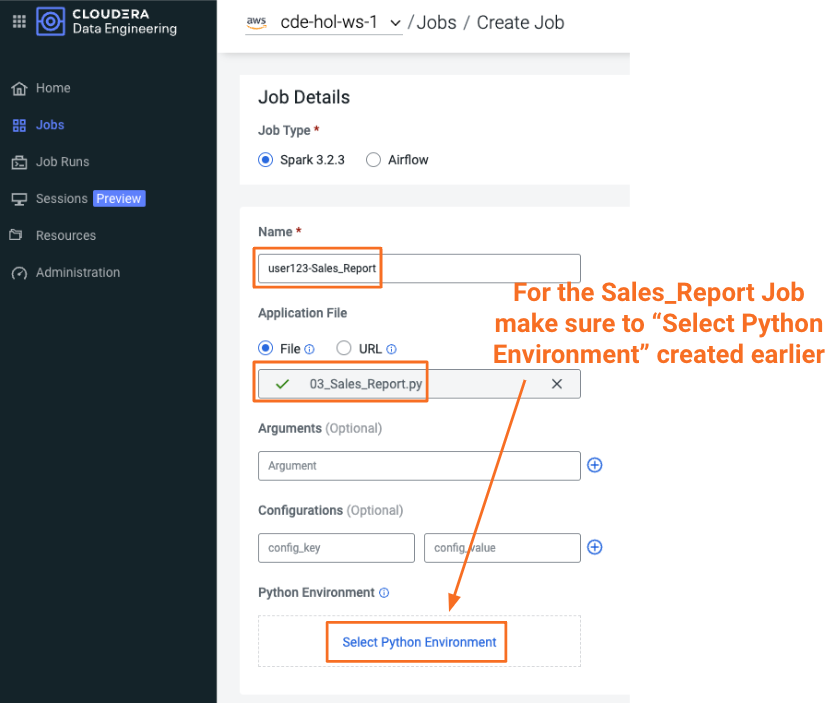 CLOUDERA
Data Engineering
aws cde-hol-ws-1 / Jobs / Create Job
Home
Jobs
Job Runs
Sessions Preview
Resources
Administration
Job Details
Job Type *
Spark 3.2.3 Airflow
Name *
user123-Sales_Report
For the Sales_Report Job
make sure to “Select Python
Environment” created earlier
Application File
File URL
03_Sales_Report.py
Arguments (Optional)
Argument
Configurations (Optional)
config_key config_value
Python Environment
Select Python Environment